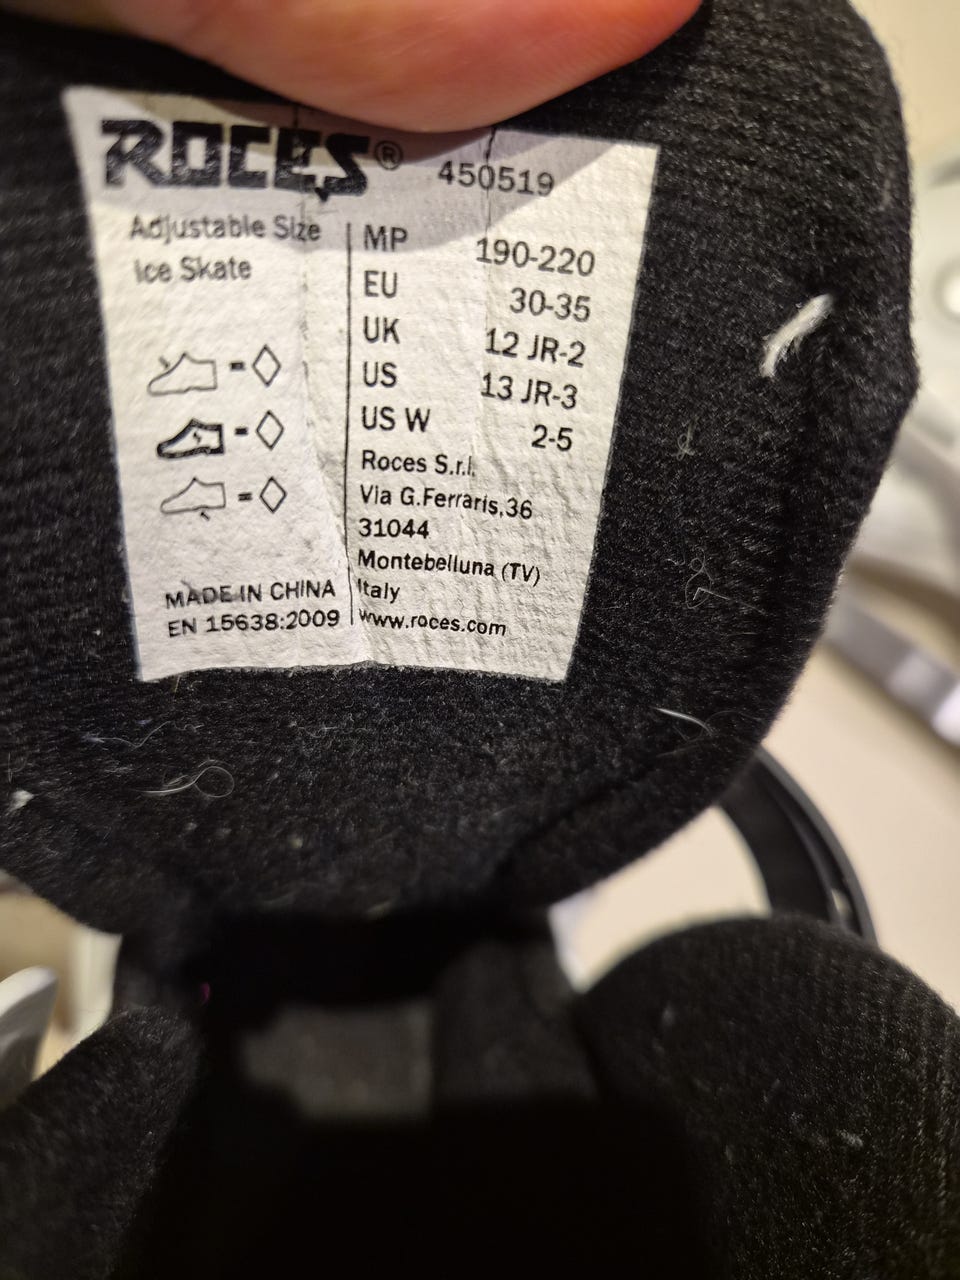 ROCES® 450519
Adjustable Size
Ice Skate
MP 190-220
EU 30-35
UK 12 JR-2
US 13 JR-3
US W 2-5
Roces S.r.l.
Via G.Ferraris,36
31044
Montebelluna (TV)
Italy
www.roces.com
MADE IN CHINA
EN 15638:2009